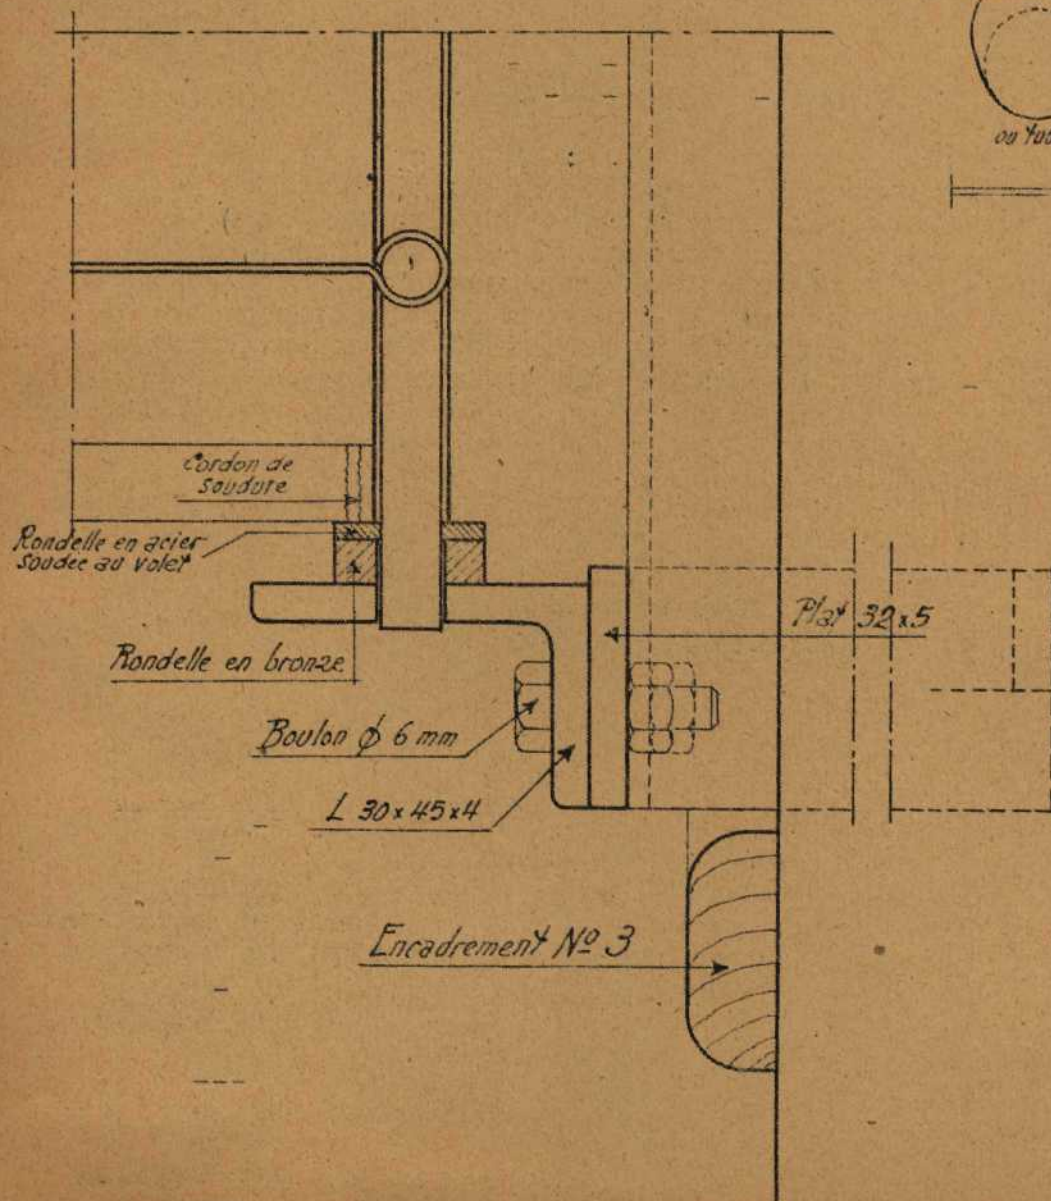 ou
Cordon de
soudure
Rondelle en acier
soudée au volet
Plat 32x5
Rondelle en bronze
Boulon ϕ 6 mm
L 30x45x4
Encadrement Nº 3